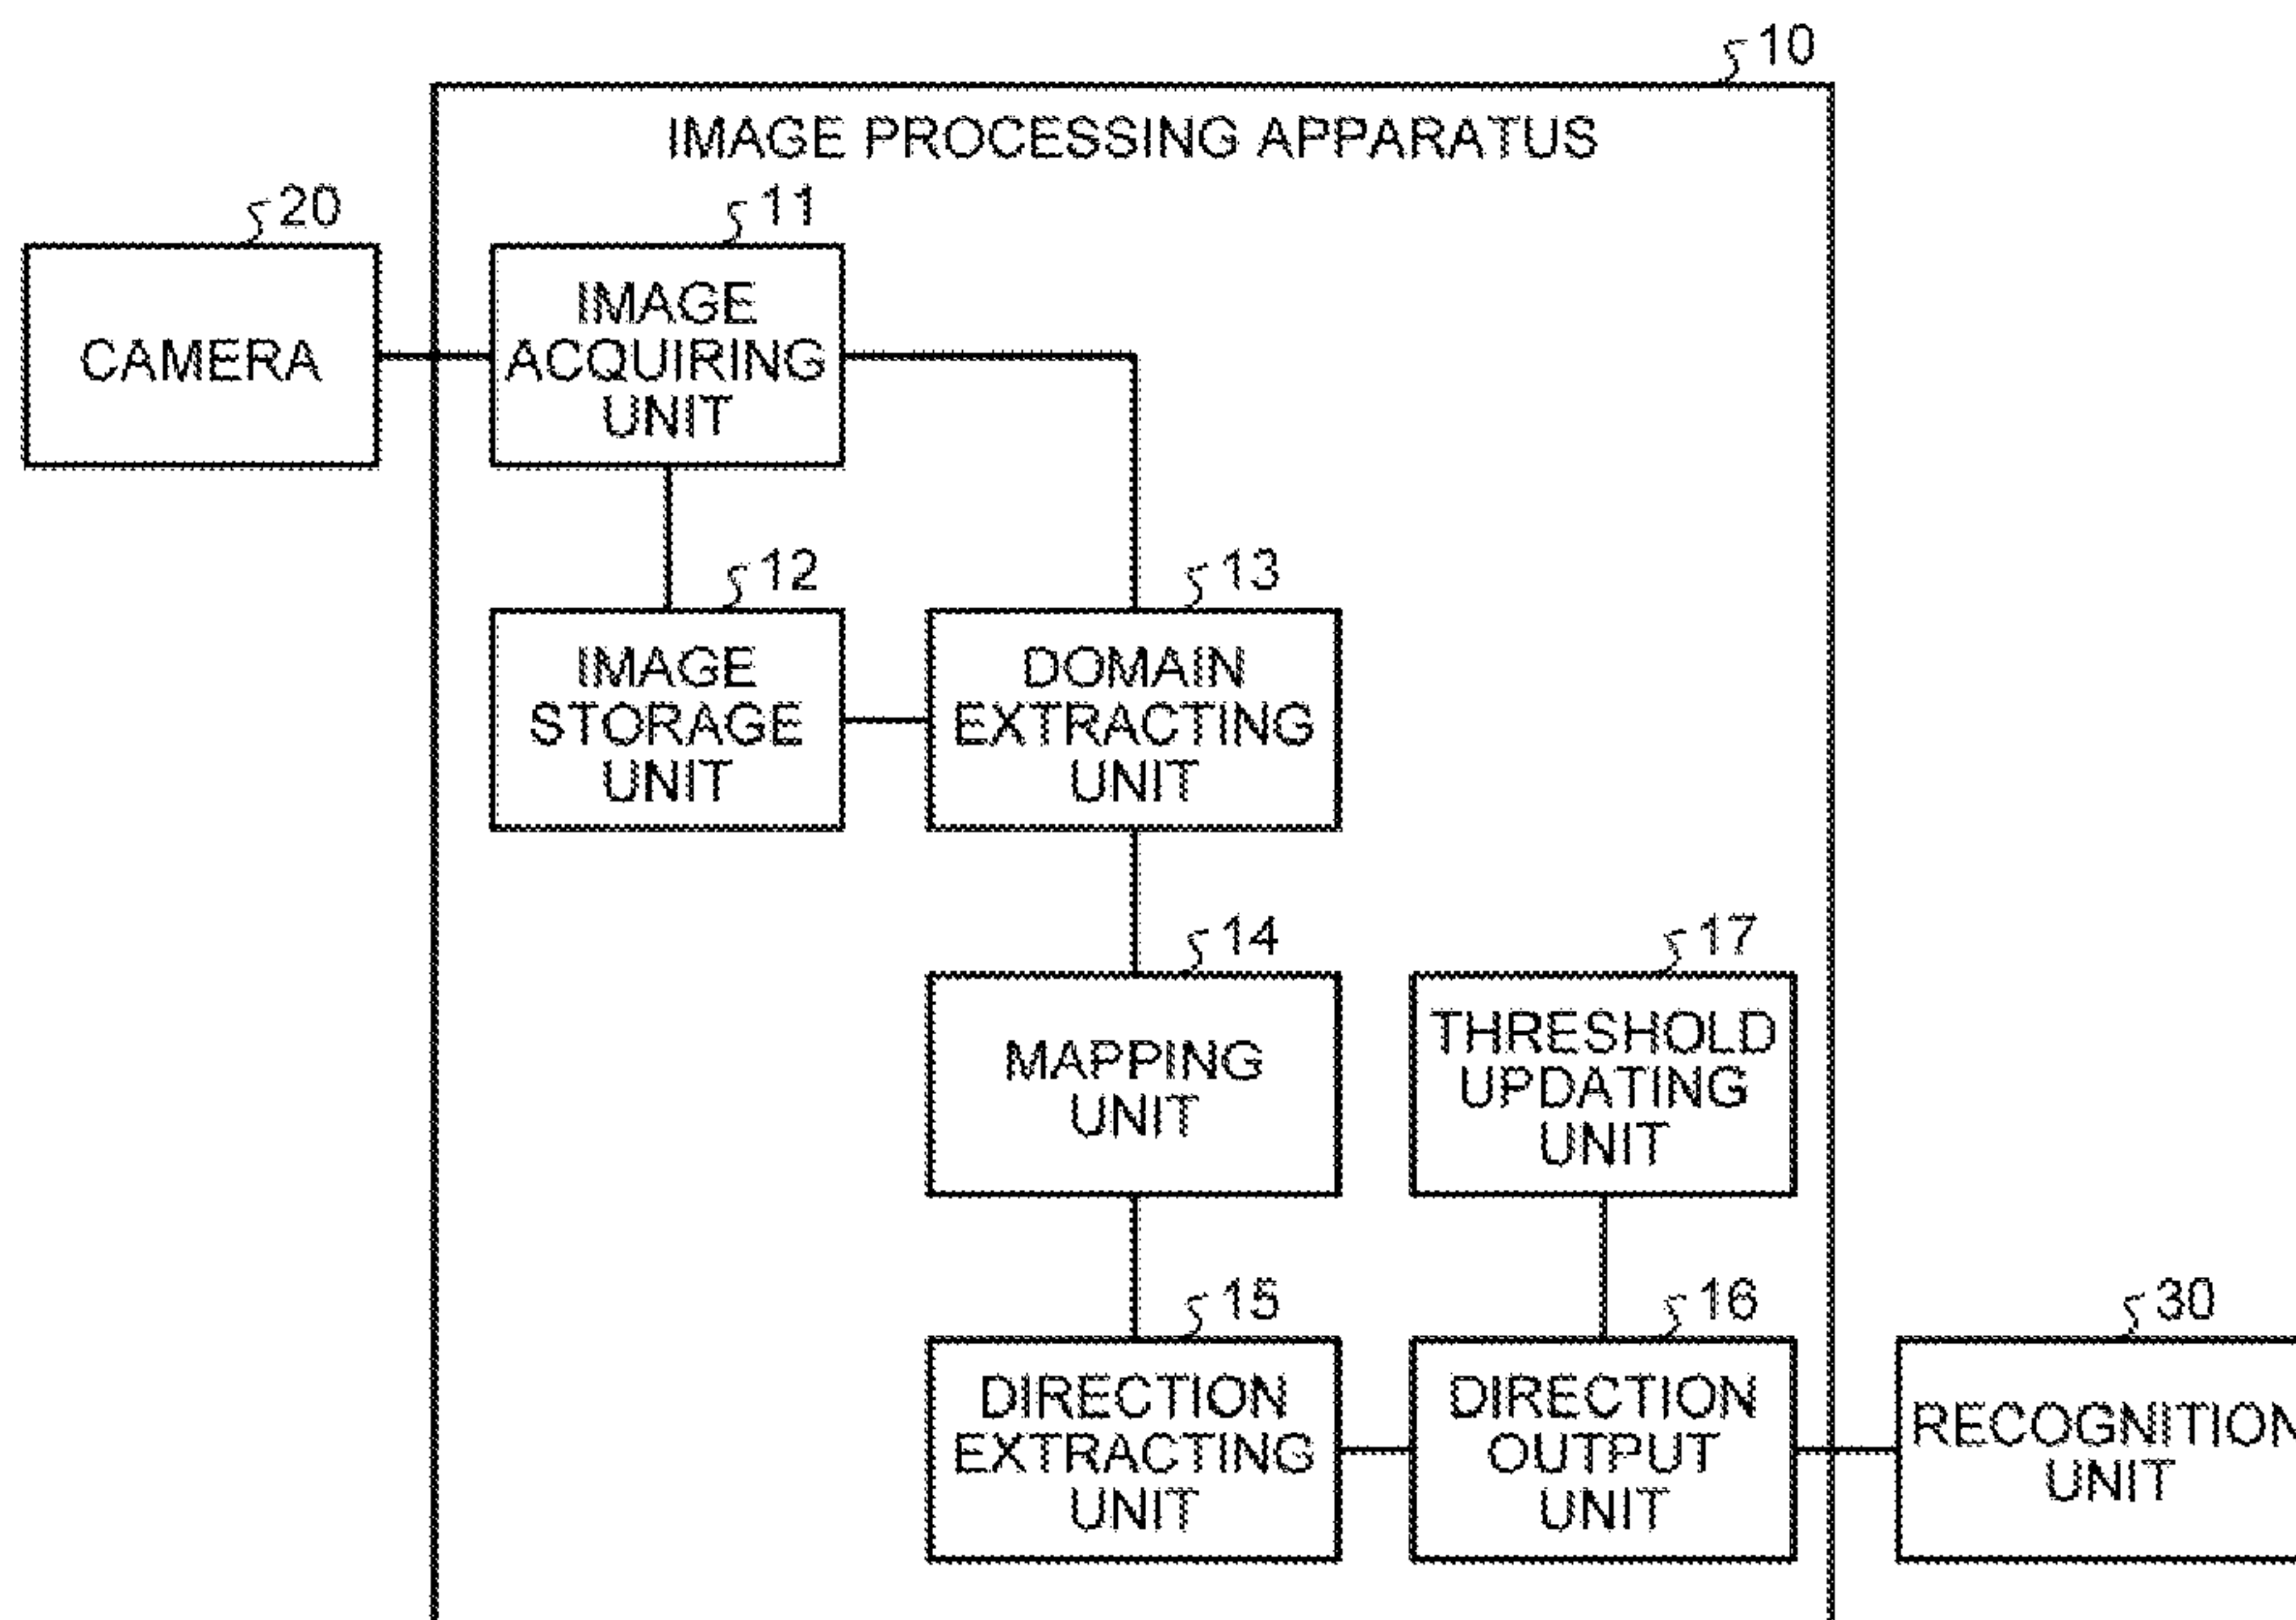 10
IMAGE PROCESSING APPARATUS
20
11
CAMERA
IMAGE
ACQUIRING
UNIT
12
13
IMAGE
STORAGE
UNIT
DOMAIN
EXTRACTING
UNIT
14
17
MAPPING
UNIT
THRESHOLD
UPDATING
UNIT
15
16
30
DIRECTION
EXTRACTING
UNIT
DIRECTION
OUTPUT
UNIT
RECOGNITION
UNIT